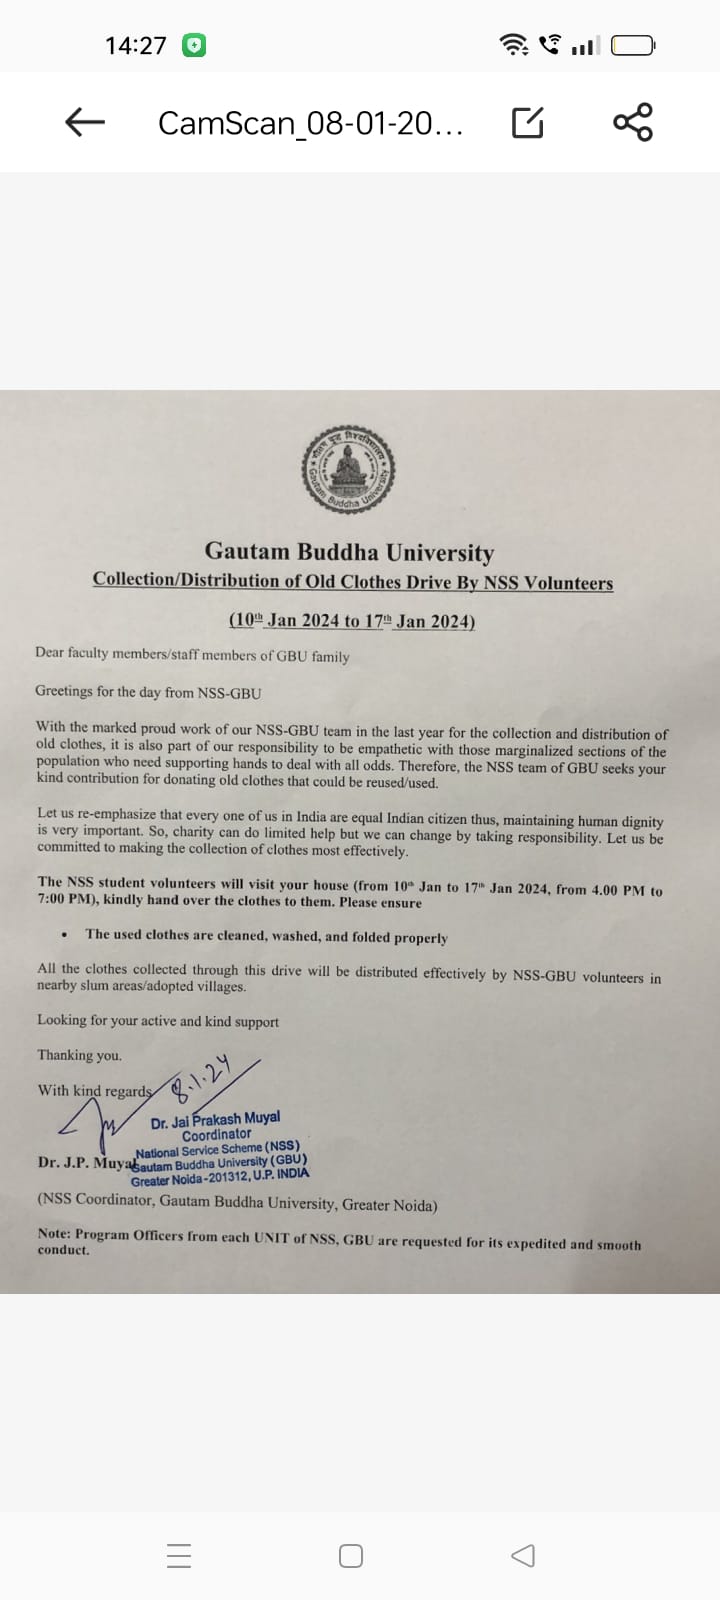 14:27
CamScan_08-01-20...
गौतम बुद्ध विश्वविद्यालय
Gautam Buddha University
Gautam Buddha University
Collection/Distribution of Old Clothes Drive By NSS Volunteers
(10th Jan 2024 to 17th Jan 2024)
Dear faculty members/staff members of GBU family
Greetings for the day from NSS-GBU
With the marked proud work of our NSS-GBU team in the last year for the collection and distribution of
old clothes, it is also part of our responsibility to be empathetic with those marginalized sections of the
population who need supporting hands to deal with all odds. Therefore, the NSS team of GBU seeks your
kind contribution for donating old clothes that could be reused/used.
Let us re-emphasize that every one of us in India are equal Indian citizen thus, maintaining human dignity
is very important. So, charity can do limited help but we can change by taking responsibility. Let us be
committed to making the collection of clothes most effectively.
The NSS student volunteers will visit your house (from 10th Jan to 17th Jan 2024, from 4.00 PM to
7:00 PM), kindly hand over the clothes to them. Please ensure
• The used clothes are cleaned, washed, and folded properly
All the clothes collected through this drive will be distributed effectively by NSS-GBU volunteers in
nearby slum areas/adopted villages.
Looking for your active and kind support
Thanking you.
With kind regards
8.1.24
Dr. Jai Prakash Muyal
Coordinator
National Service Scheme (NSS)
Dr. J.P. Muyal
Gautam Buddha University (GBU)
Greater Noida-201312, U.P. INDIA
(NSS Coordinator, Gautam Buddha University, Greater Noida)
Note: Program Officers from each UNIT of NSS, GBU are requested for its expedited and smooth
conduct.